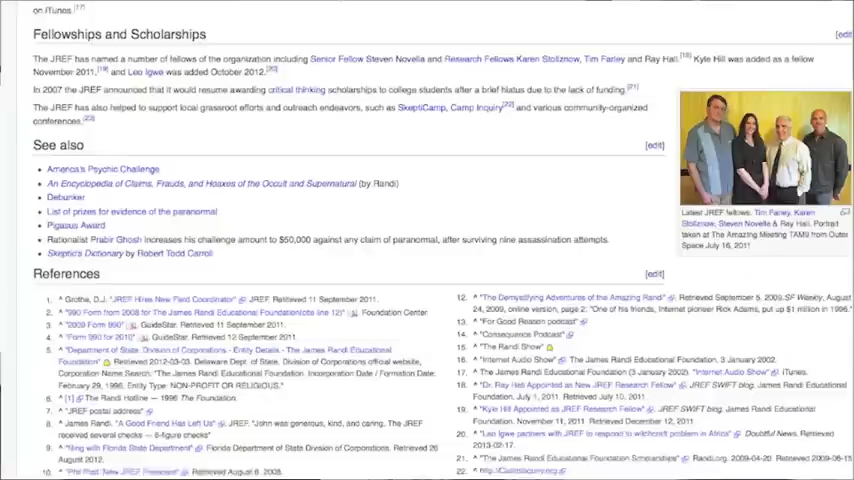 on iTunes.[17]
Fellowships and Scholarships
[edit
The JREF has named a number of fellows of the organization including Senior Fellow Steven Novella and Research Fellows Karen Stollznow, Tim Farley and Ray Hall.[18] Kyle Hill was added as a fellow
November 2011,[19] and Leo Igwe was added October 2012.[20]
In 2007 the JREF announced that it would resume awarding critical thinking scholarships to college students after a brief hiatus due to the lack of funding.[21]
The JREF has also helped to support local grassroot efforts and outreach endeavors, such as SkeptiCamp, Camp Inquiry[22] and various community-organized
conferences.[23]
Latest JREF fellows, Tim Farley, Karen
Stollznow, Steven Novella & Ray Hall. Portrait
taken at The Amazing Meeting TAM9 from Outer
Space July 16, 2011
See also
[edit]
• America's Psychic Challenge
• An Encyclopedia of Claims, Frauds, and Hoaxes of the Occult and Supernatural (by Randi)
• Debunker
• List of prizes for evidence of the paranormal
• Pigasus Award
• Rationalist Prabir Ghosh increases his challenge amount to $50,000 against any claim of paranormal, after surviving nine assassination attempts.
• Skeptic's Dictionary by Robert Todd Carroll
References
[edit]
1. ^ Grothe, D.J. "JREF Hires New Field Coordinator" JREF. Retrieved 11 September 2011.
2. ^ "990 Form from 2008 for The James Randi Educational Foundation(cite line 12)" Foundation Center
3. ^ "2009 Form 990" GuideStar. Retrieved 11 September 2011.
4. ^ "Form 990 for 2010" GuideStar. Retrieved 12 September 2011.
5. ^ "Department of State, Division of Corporations - Entity Details - The James Randi Educational
Foundation" Retrieved 2012-03-03. Delaware Dept. of State, Division of Corporations official website,
Corporation Name Search: "The James Randi Educational Foundation. Incorporation Date / Formation Date:
February 29, 1996. Entity Type: NON-PROFIT OR RELIGIOUS."
6. ^ [1] The Randi Hotline — 1996 The Foundation.
7. ^ "JREF postal address"
8. ^ James Randi. "A Good Friend Has Left Us" JREF. "John was generous, kind, and caring. The JREF
received several checks — 6-figure checks"
9. ^ "filing with Florida State Department" Florida Department of State Division of Corporations. Retrieved 26
August 2012.
10. ^ "Phil Plait: New JREF President" Retrieved August 6, 2008.
12. ^ "The Demystifying Adventures of the Amazing Randi" Retrieved September 5, 2009. SF Weekly, August
24, 2009, online version, page 2: "One of his friends, Internet pioneer Rick Adams, put up $1 million in 1996."
13. ^ "For Good Reason podcast"
14. ^ "Consequence Podcast"
15. ^ "The Randi Show"
16. ^ "Internet Audio Show" The James Randi Educational Foundation, 3 January 2002.
17. ^ The James Randi Educational Foundation (3 January 2002). "Internet Audio Show" iTunes.
18. ^ "Dr. Ray Hall Appointed as New JREF Research Fellow" JREF SWIFT blog. James Randi Educational
Foundation. July 1, 2011. Retrieved July 10, 2011.
19. ^ "Kyle Hill Appointed as JREF Research Fellow" JREF SWIFT blog. James Randi Educational
Foundation. November 11, 2011. Retrieved December 12, 2011
20. ^ "Leo Igwe partners with JREF to respond to witchcraft problem in Africa" Doubtful News. Retrieved
2013-02-17.
21. ^ "The James Randi Educational Foundation Scholarships" Randi.org. 2009-04-20. Retrieved 2009-06-15
22. ^